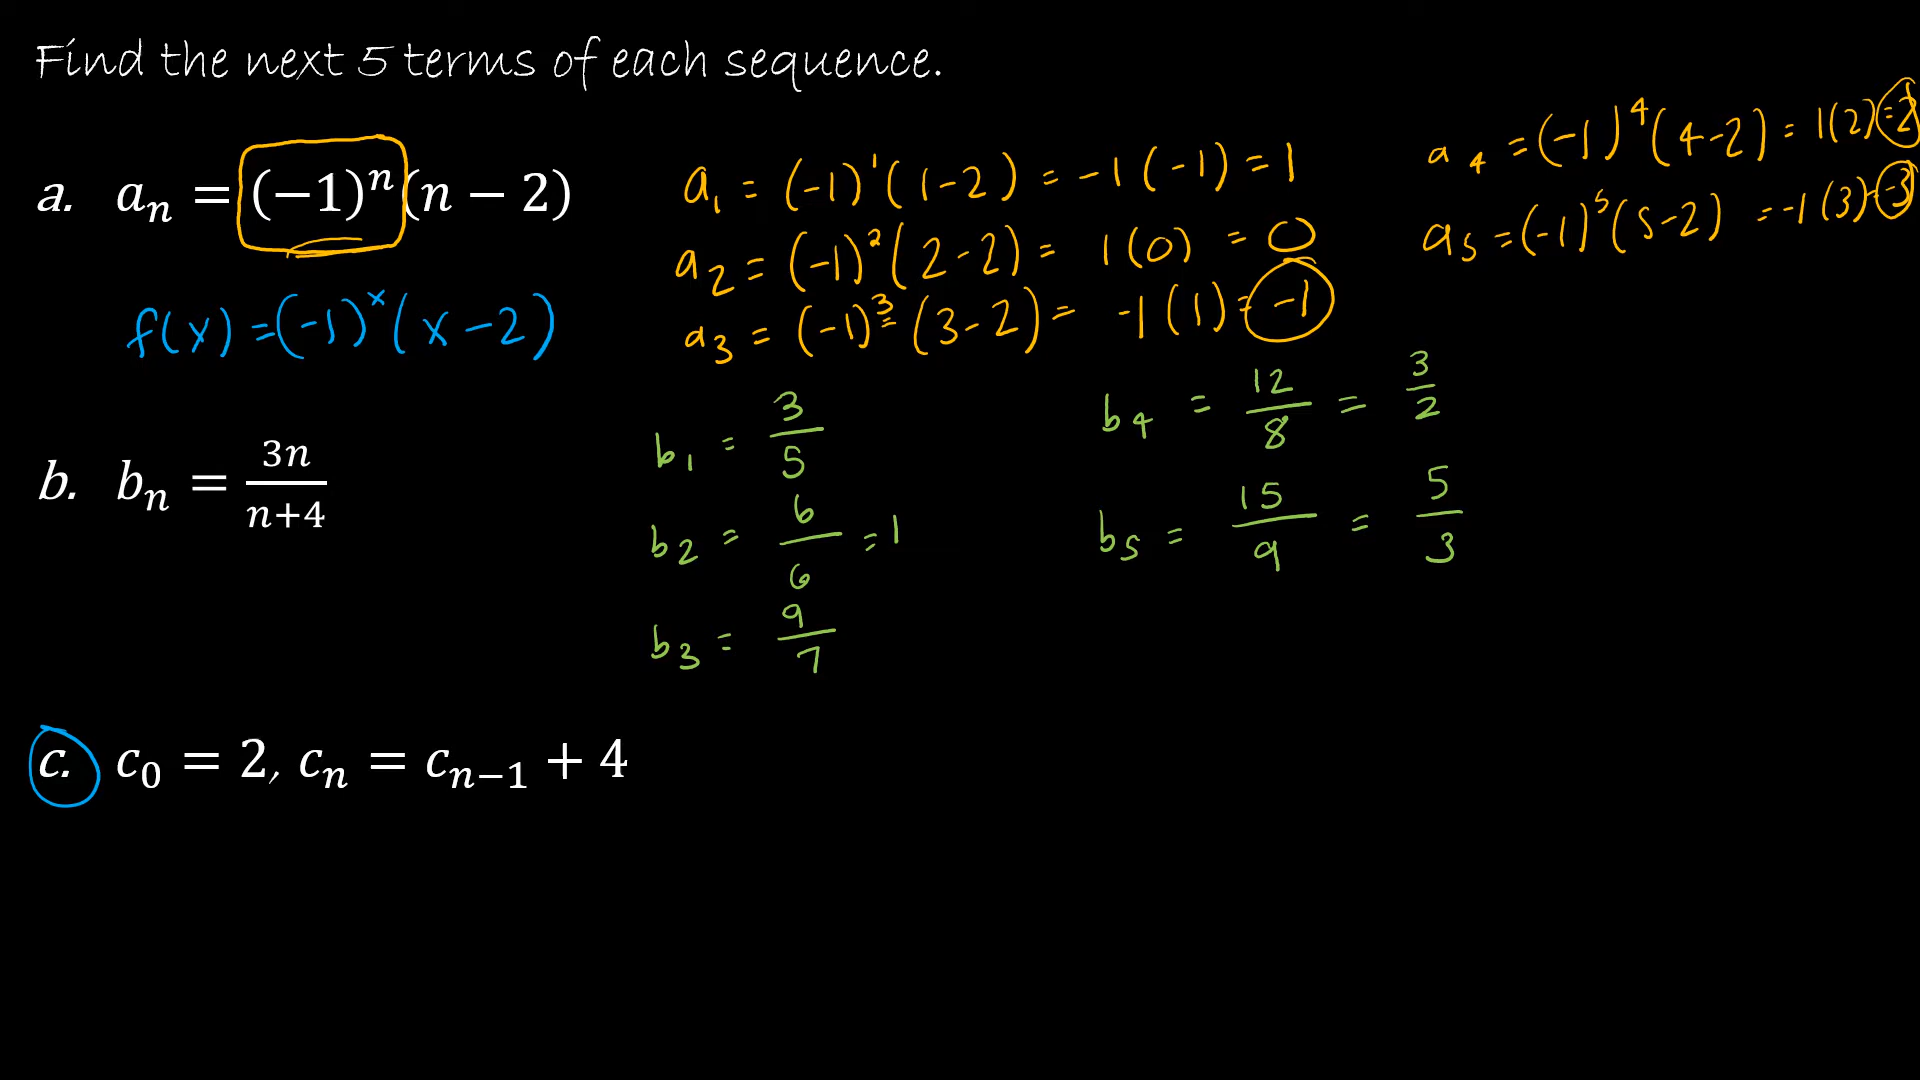 Find the next 5 terms of each sequence.
a. aₙ = (−1)ⁿ(n − 2)
f(x) = (-1)ˣ(x - 2)
a₁ = (-1)¹(1-2) = -1(-1) = 1
a₂ = (-1)²(2-2) = 1(0) = 0
a₃ = (-1)³(3-2) = -1(1) = -1
a₄ = (-1)⁴(4-2) = 1(2) = 2
a₅ = (-1)⁵(5-2) = -1(3) = -3
b. bₙ = 3n/(n+4)
b₁ = 3/5
b₂ = 6/6 = 1
b₃ = 9/7
b₄ = 12/8 = 3/2
b₅ = 15/9 = 5/3
c. c₀ = 2, cₙ = cₙ₋₁ + 4